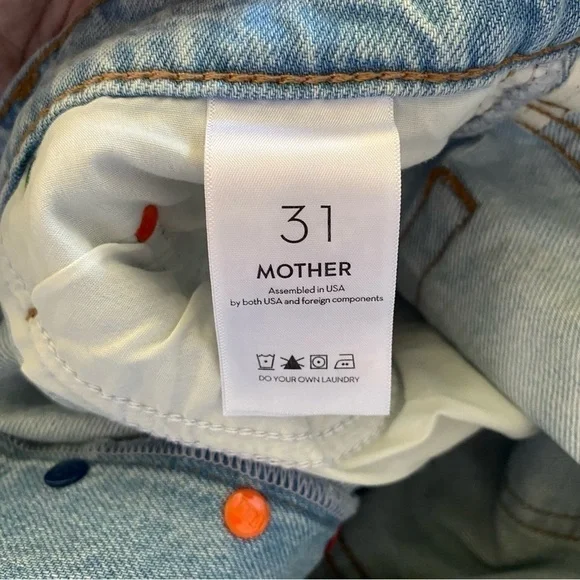 31
MOTHER
Assembled in USA
by both USA and foreign components
DO YOUR OWN LAUNDRY